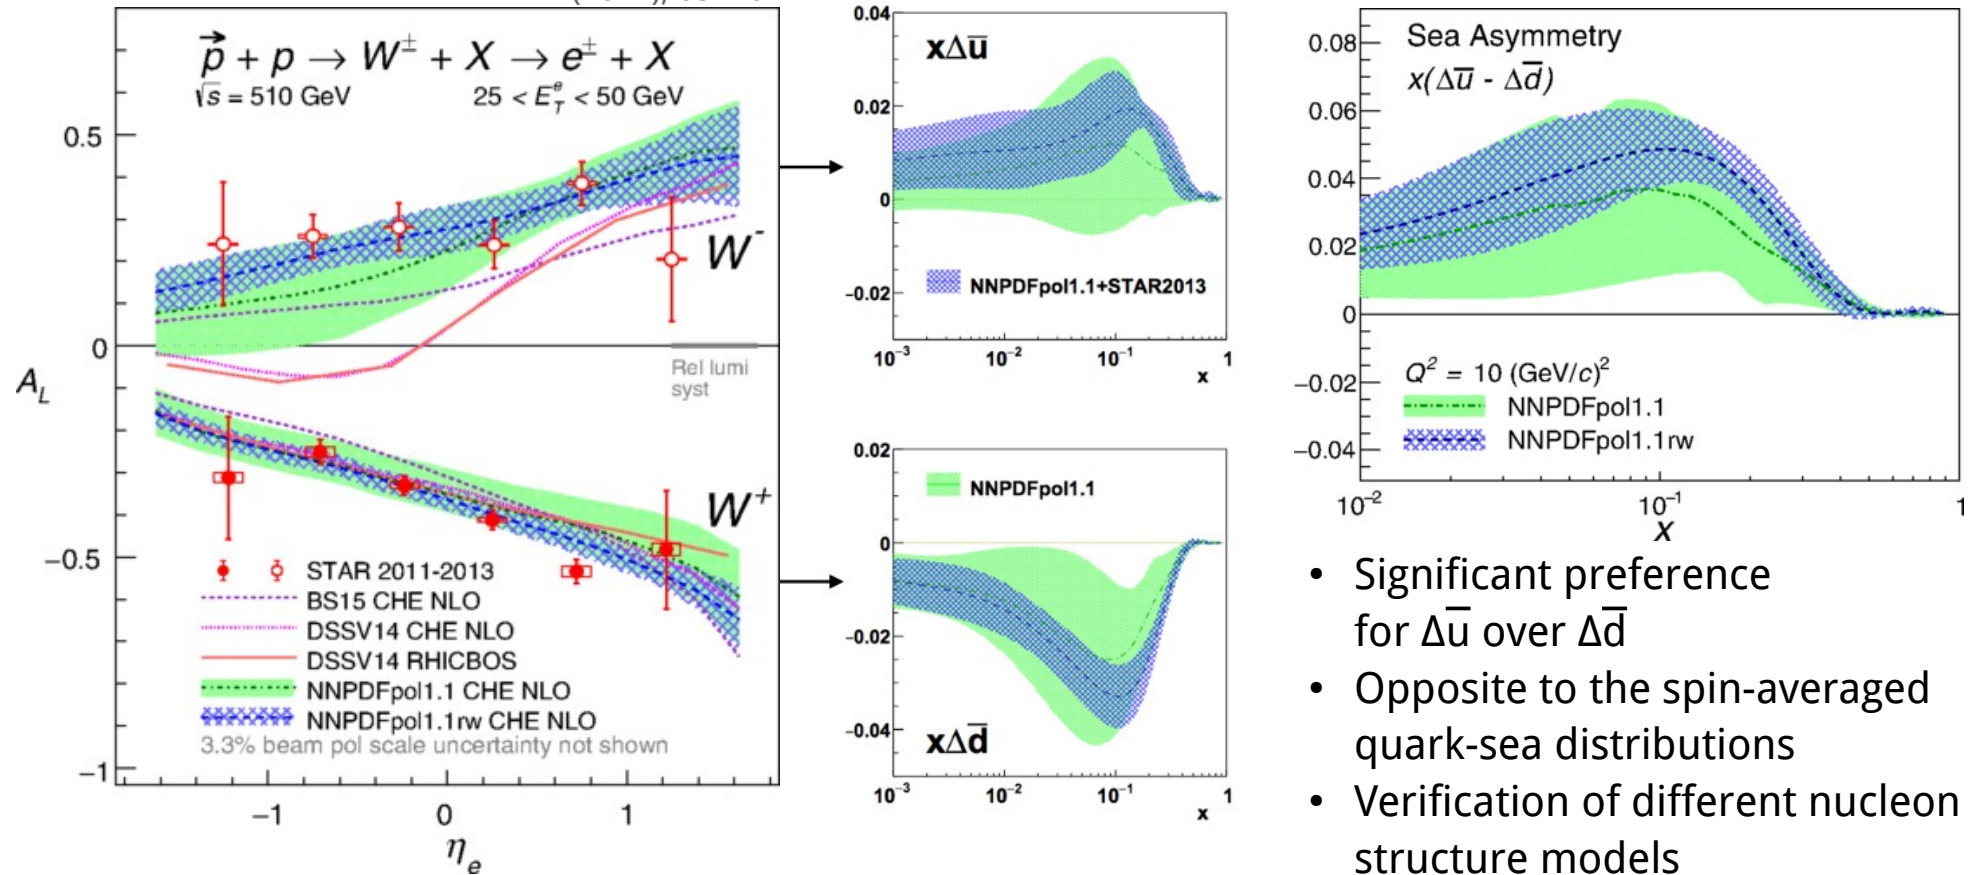 p⃗ + p → W± + X → e± + X
√s = 510 GeV
25 < E_T^e < 50 GeV
0.5
0
−0.5
−1
A_L
W⁻
Rel lumi
syst
W⁺
STAR 2011-2013
BS15 CHE NLO
DSSV14 CHE NLO
DSSV14 RHICBOS
NNPDFpol1.1 CHE NLO
NNPDFpol1.1rw CHE NLO
3.3% beam pol scale uncertainty not shown
−1
0
1
η_e
0.04
xΔu̅
0.02
0
−0.02
NNPDFpol1.1+STAR2013
10⁻³
10⁻²
10⁻¹
1
x
0.02
NNPDFpol1.1
0
−0.02
−0.04
xΔd̅
10⁻³
10⁻²
10⁻¹
1
x
0.08
Sea Asymmetry
x(Δu̅ - Δd̅)
0.06
0.04
0.02
0
−0.02
−0.04
Q² = 10 (GeV/c)²
NNPDFpol1.1
NNPDFpol1.1rw
10⁻²
10⁻¹
1
x
• Significant preference
for Δu̅ over Δd̅
• Opposite to the spin-averaged
quark-sea distributions
• Verification of different nucleon
structure models